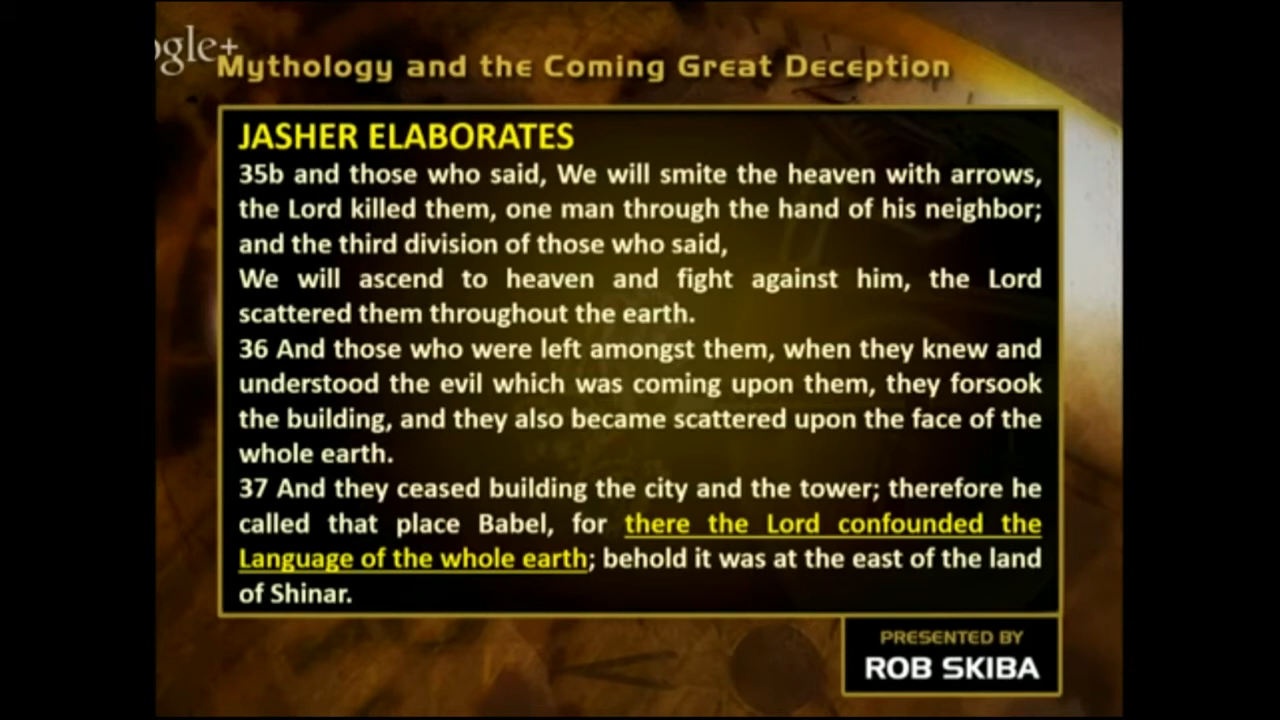 ogle+
Mythology and the Coming Great Deception
JASHER ELABORATES
35b and those who said, We will smite the heaven with arrows,
the Lord killed them, one man through the hand of his neighbor;
and the third division of those who said,
We will ascend to heaven and fight against him, the Lord
scattered them throughout the earth.
36 And those who were left amongst them, when they knew and
understood the evil which was coming upon them, they forsook
the building, and they also became scattered upon the face of the
whole earth.
37 And they ceased building the city and the tower; therefore he
called that place Babel, for there the Lord confounded the
Language of the whole earth; behold it was at the east of the land
of Shinar.
PRESENTED BY
ROB SKIBA